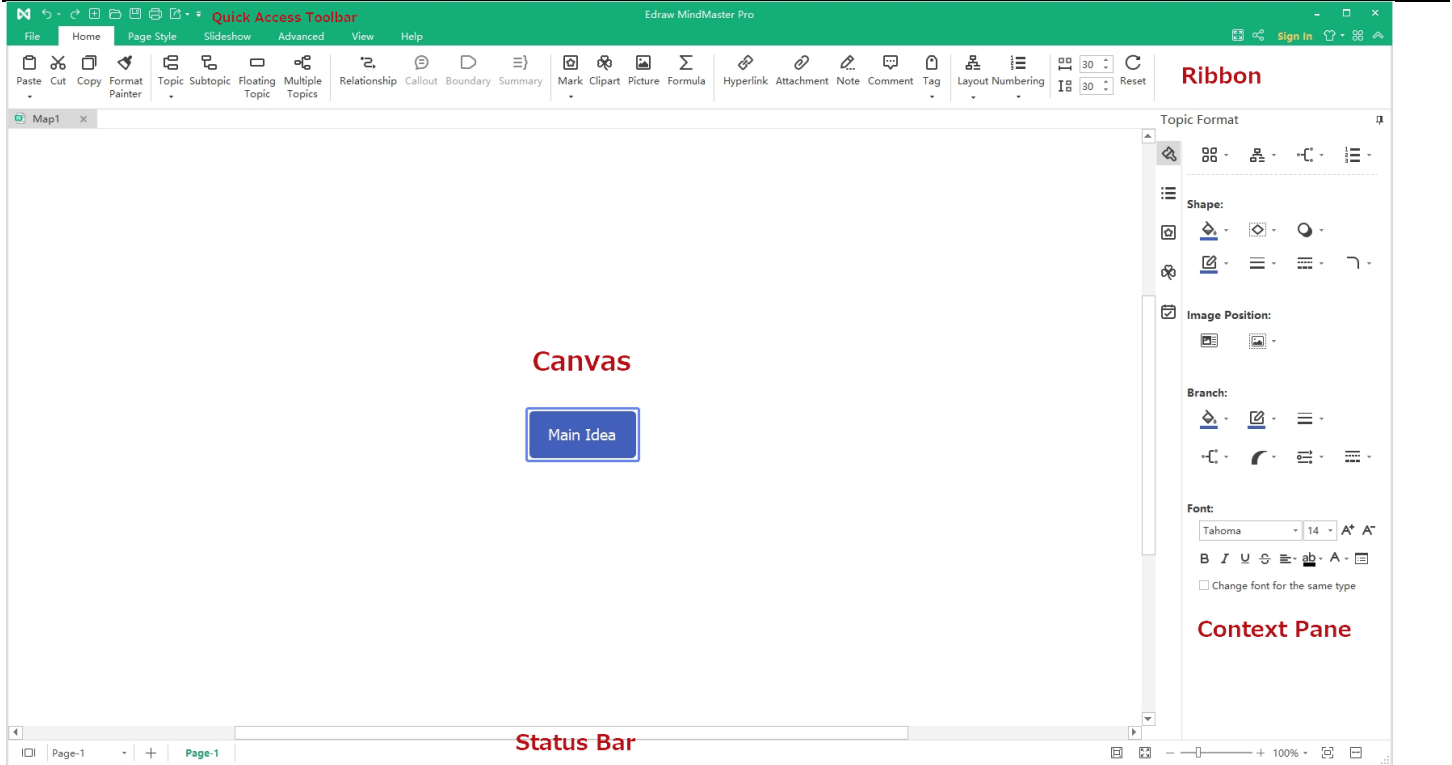 Quick Access Toolbar Edraw MindMaster Pro
File Home Page Style Slideshow Advanced View Help Sign In
Paste Cut Copy Format Painter Topic Subtopic Floating Topic Multiple Topics Relationship Callout Boundary Summary Mark Clipart Picture Formula Hyperlink Attachment Note Comment Tag Layout Numbering 30 30 Reset Ribbon
Map1
Topic Format
Shape:
Image Position:
Canvas
Main Idea
Branch:
Font:
Tahoma 14 A+ A-
B I U S ab A
Change font for the same type
Context Pane
Status Bar
Page-1 Page-1 100%